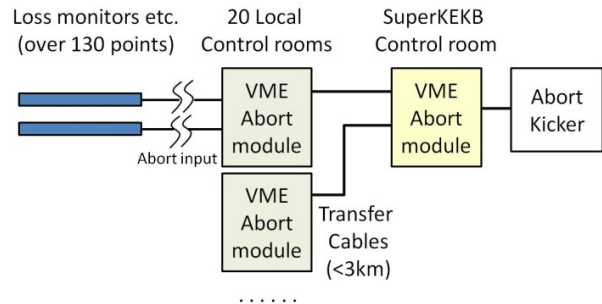 Loss monitors etc.
(over 130 points)
20 Local
Control rooms
SuperKEKB
Control room
VME
Abort
module
VME
Abort
module
Abort
Kicker
Abort input
VME
Abort
module
Transfer
Cables
(<3km)
......